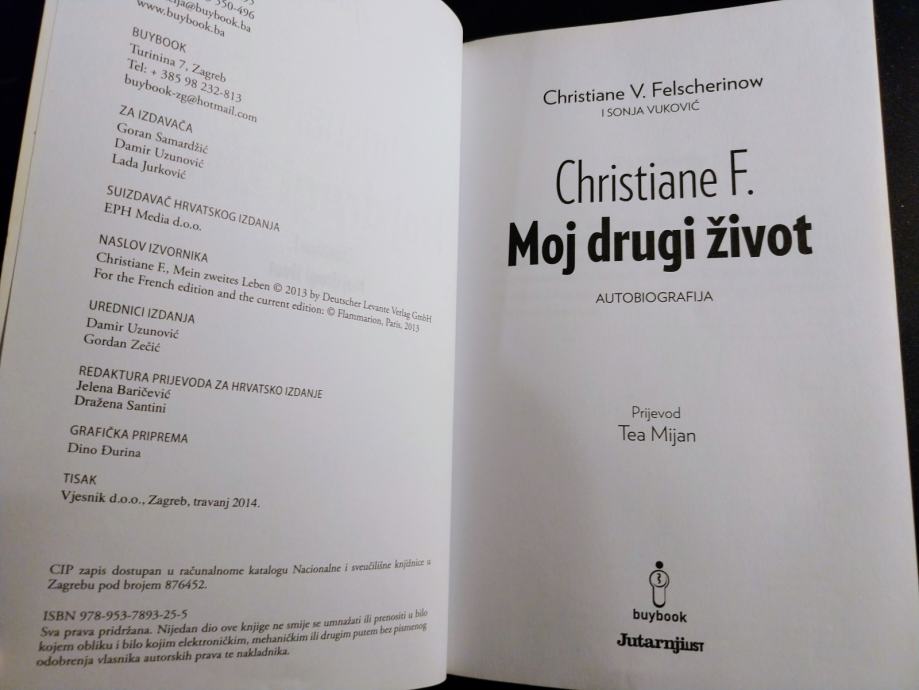 www.buybook.ba
BUYBOOK
Turinina 7, Zagreb
Tel: + 385 98 232-813
buybook-zg@hotmail.com
ZA IZDAVAČA
Goran Samardžić
Damir Uzunović
Lada Jurković
SUIZDAVAČ HRVATSKOG IZDANJA
EPH Media d.o.o.
NASLOV IZVORNIKA
Christiane F., Mein zweites Leben © 2013 by Deutscher Levante Verlag GmbH
For the French edition and the current edition: © Flammarion, Paris, 2013
UREDNICI IZDANJA
Damir Uzunović
Gordan Zečić
REDAKTURA PRIJEVODA ZA HRVATSKO IZDANJE
Jelena Baričević
Dražena Santini
GRAFIČKA PRIPREMA
Dino Đurina
TISAK
Vjesnik d.o.o., Zagreb, travanj 2014.
CIP zapis dostupan u računalnome katalogu Nacionalne i sveučilišne knjižnice u
Zagrebu pod brojem 876452.
ISBN 978-953-7893-25-5
Sva prava pridržana. Nijedan dio ove knjige ne smije se umnažati ili prenositi u bilo
kojem obliku i bilo kojim elektroničkim, mehaničkim ili drugim putem bez pismenog
odobrenja vlasnika autorskih prava te nakladnika.
Christiane V. Felscherinow
I SONJA VUKOVIĆ
Christiane F.
Moj drugi život
AUTOBIOGRAFIJA
Prijevod
Tea Mijan
buybook
Jutarnji LIST